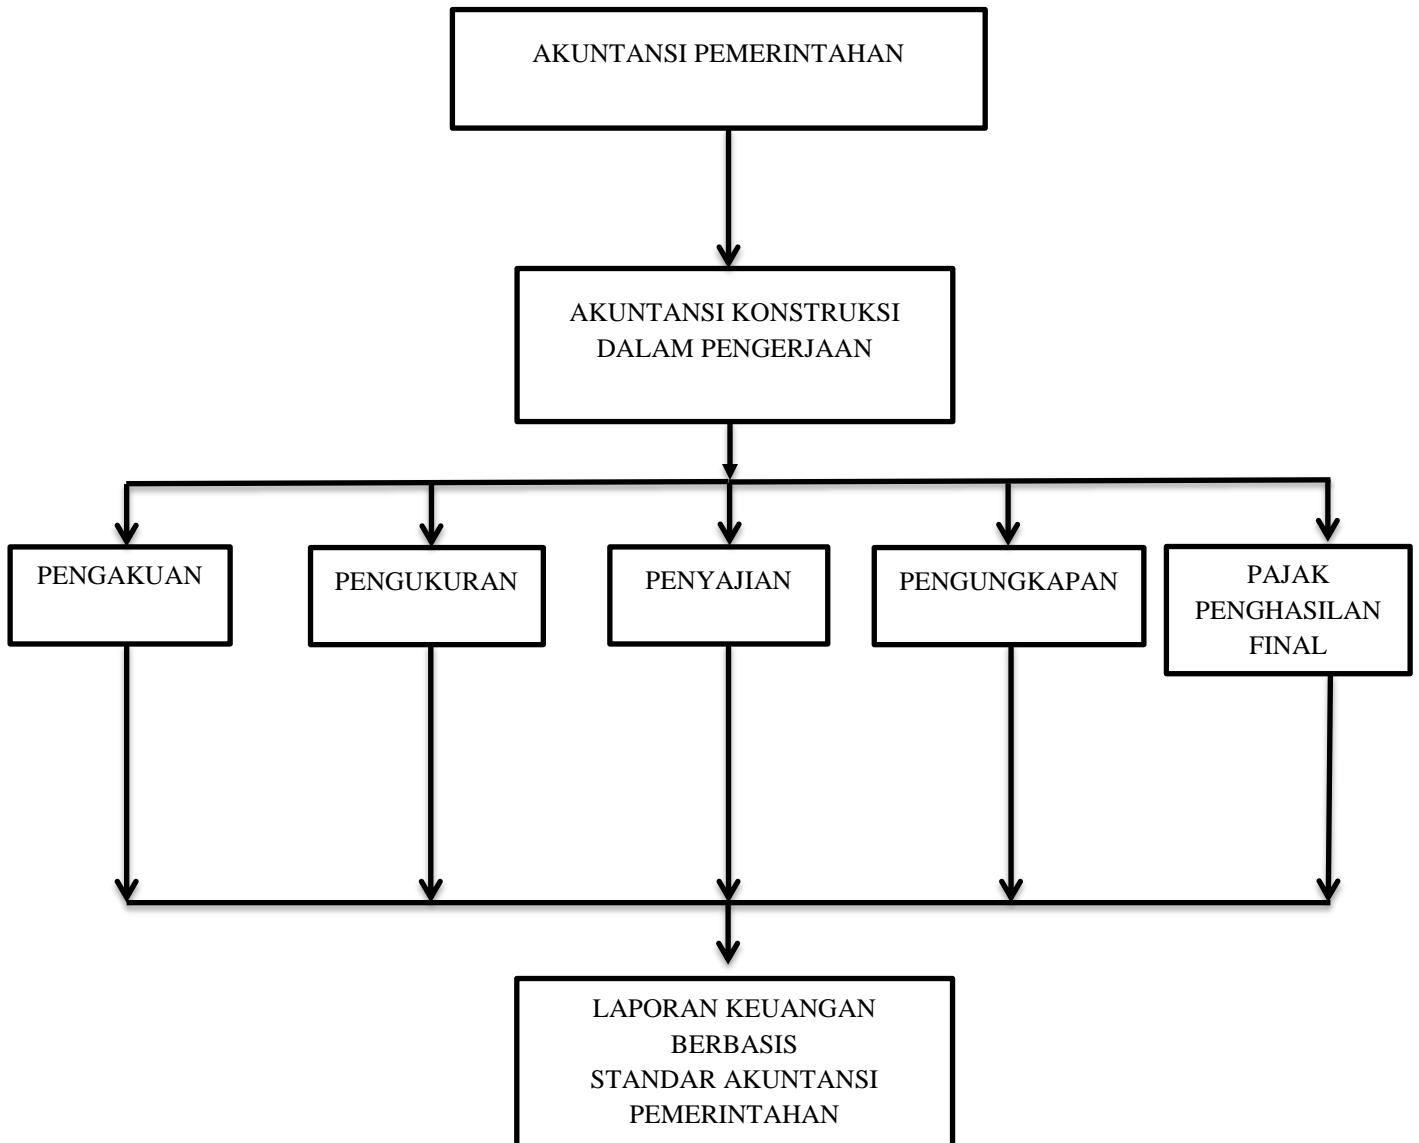 AKUNTANSI PEMERINTAHAN
AKUNTANSI KONSTRUKSI
DALAM PENGERJAAN
PENGAKUAN
PENGUKURAN
PENYAJIAN
PENGUNGKAPAN
PAJAK
PENGHASILAN
FINAL
LAPORAN KEUANGAN
BERBASIS
STANDAR AKUNTANSI
PEMERINTAHAN